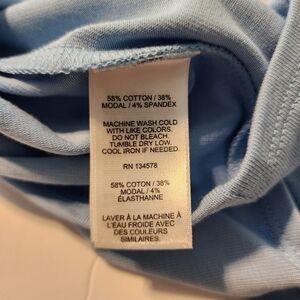 58% COTTON / 38%
MODAL / 4% SPANDEX
MACHINE WASH COLD
WITH LIKE COLORS.
DO NOT BLEACH.
TUMBLE DRY LOW.
COOL IRON IF NEEDED.
RN 134578
58% COTON / 38%
MODAL / 4%
ÉLASTHANNE
LAVER À LA MACHINE À
L'EAU FROIDE AVEC
DES COULEURS
SIMILAIRES.